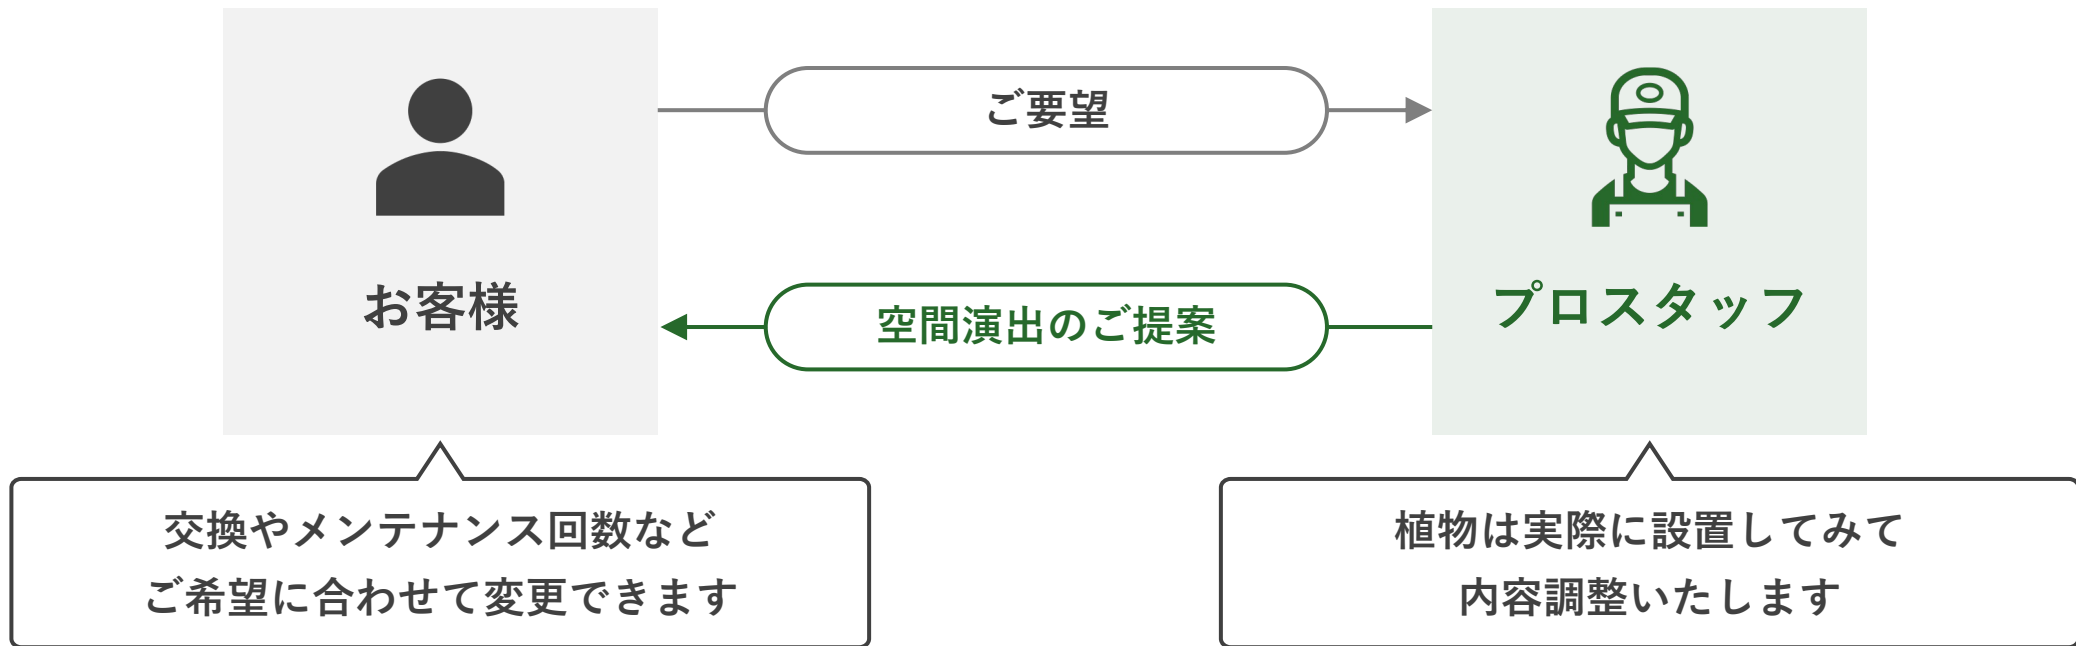 ご要望
お客様
プロスタッフ
空間演出のご提案
交換やメンテナンス回数など
ご希望に合わせて変更できます
植物は実際に設置してみて
内容調整いたします